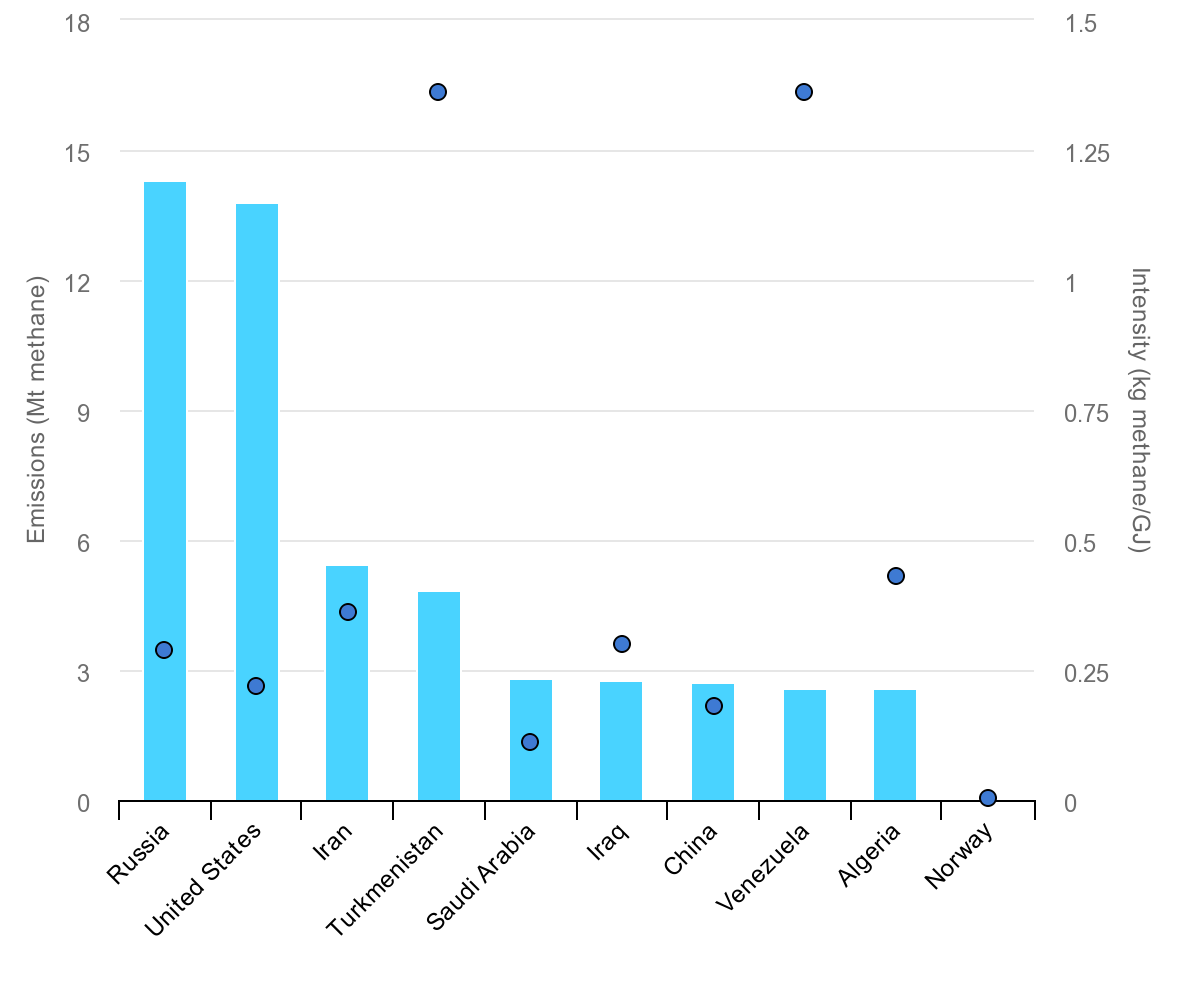 18
15
12
9
6
3
0
Emissions (Mt methane)
1.5
1.25
1
0.75
0.5
0.25
0
Intensity (kg methane/GJ)
Russia
United States
Iran
Turkmenistan
Saudi Arabia
Iraq
China
Venezuela
Algeria
Norway